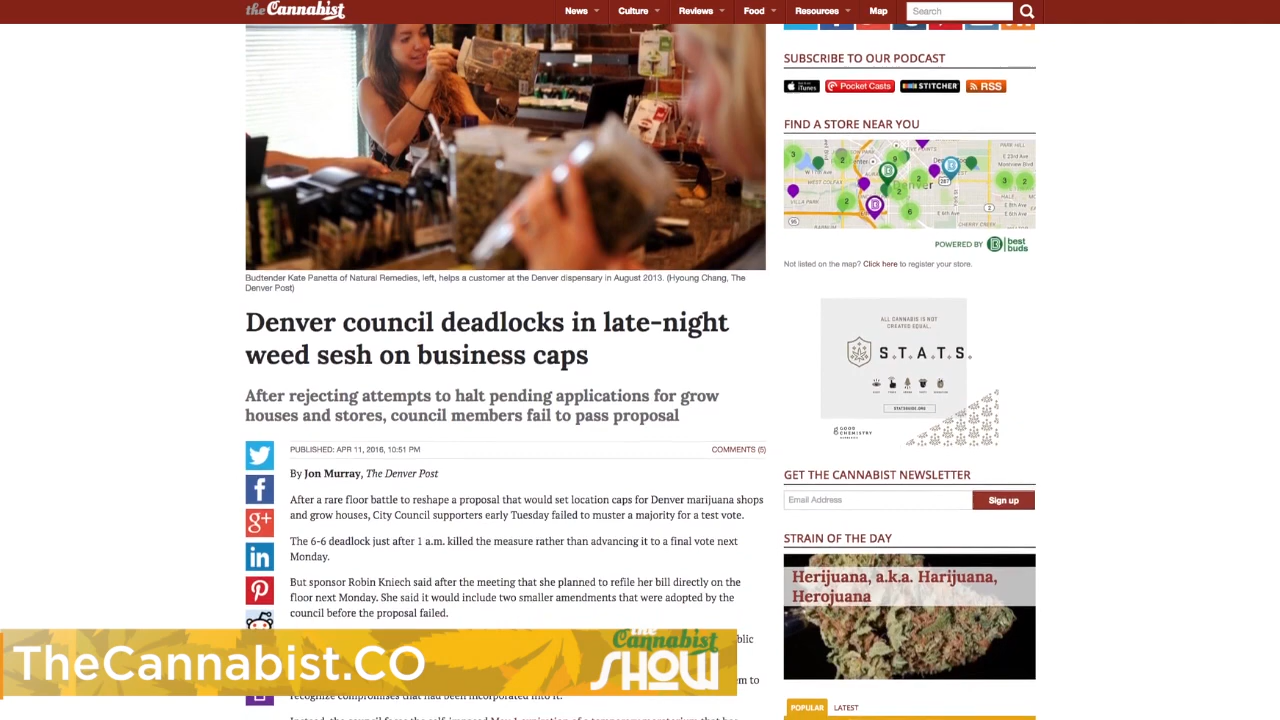 the Cannabist
News
Culture
Reviews
Food
Resources
Map
Search
Budtender Kate Panetta of Natural Remedies, left, helps a customer at the Denver dispensary in August 2013. (Hyoung Chang, The
Denver Post)
Denver council deadlocks in late-night
weed sesh on business caps
After rejecting attempts to halt pending applications for grow
houses and stores, council members fail to pass proposal
PUBLISHED: APR 11, 2016, 10:51 PM
COMMENTS (5)
By Jon Murray, The Denver Post
After a rare floor battle to reshape a proposal that would set location caps for Denver marijuana shops
and grow houses, City Council supporters early Tuesday failed to muster a majority for a test vote.
The 6-6 deadlock just after 1 a.m. killed the measure rather than advancing it to a final vote next
Monday.
But sponsor Robin Kniech said after the meeting that she planned to refile her bill directly on the
floor next Monday. She said it would include two smaller amendments that were adopted by the
council before the proposal failed.
TheCannabist.CO
the
Cannabist
SHOW
em to
SUBSCRIBE TO OUR PODCAST
iTunes
Pocket Casts
STITCHER
RSS
FIND A STORE NEAR YOU
Denver
POWERED BY
best
buds
Not listed on the map? Click here to register your store.
ALL CANNABIS IS NOT
CREATED EQUAL.
S.T.A.T.S.
GOOD
CHEMISTRY
GET THE CANNABIST NEWSLETTER
Email Address
Sign up
STRAIN OF THE DAY
Herijuana, a.k.a. Harijuana,
Herojuana
POPULAR
LATEST